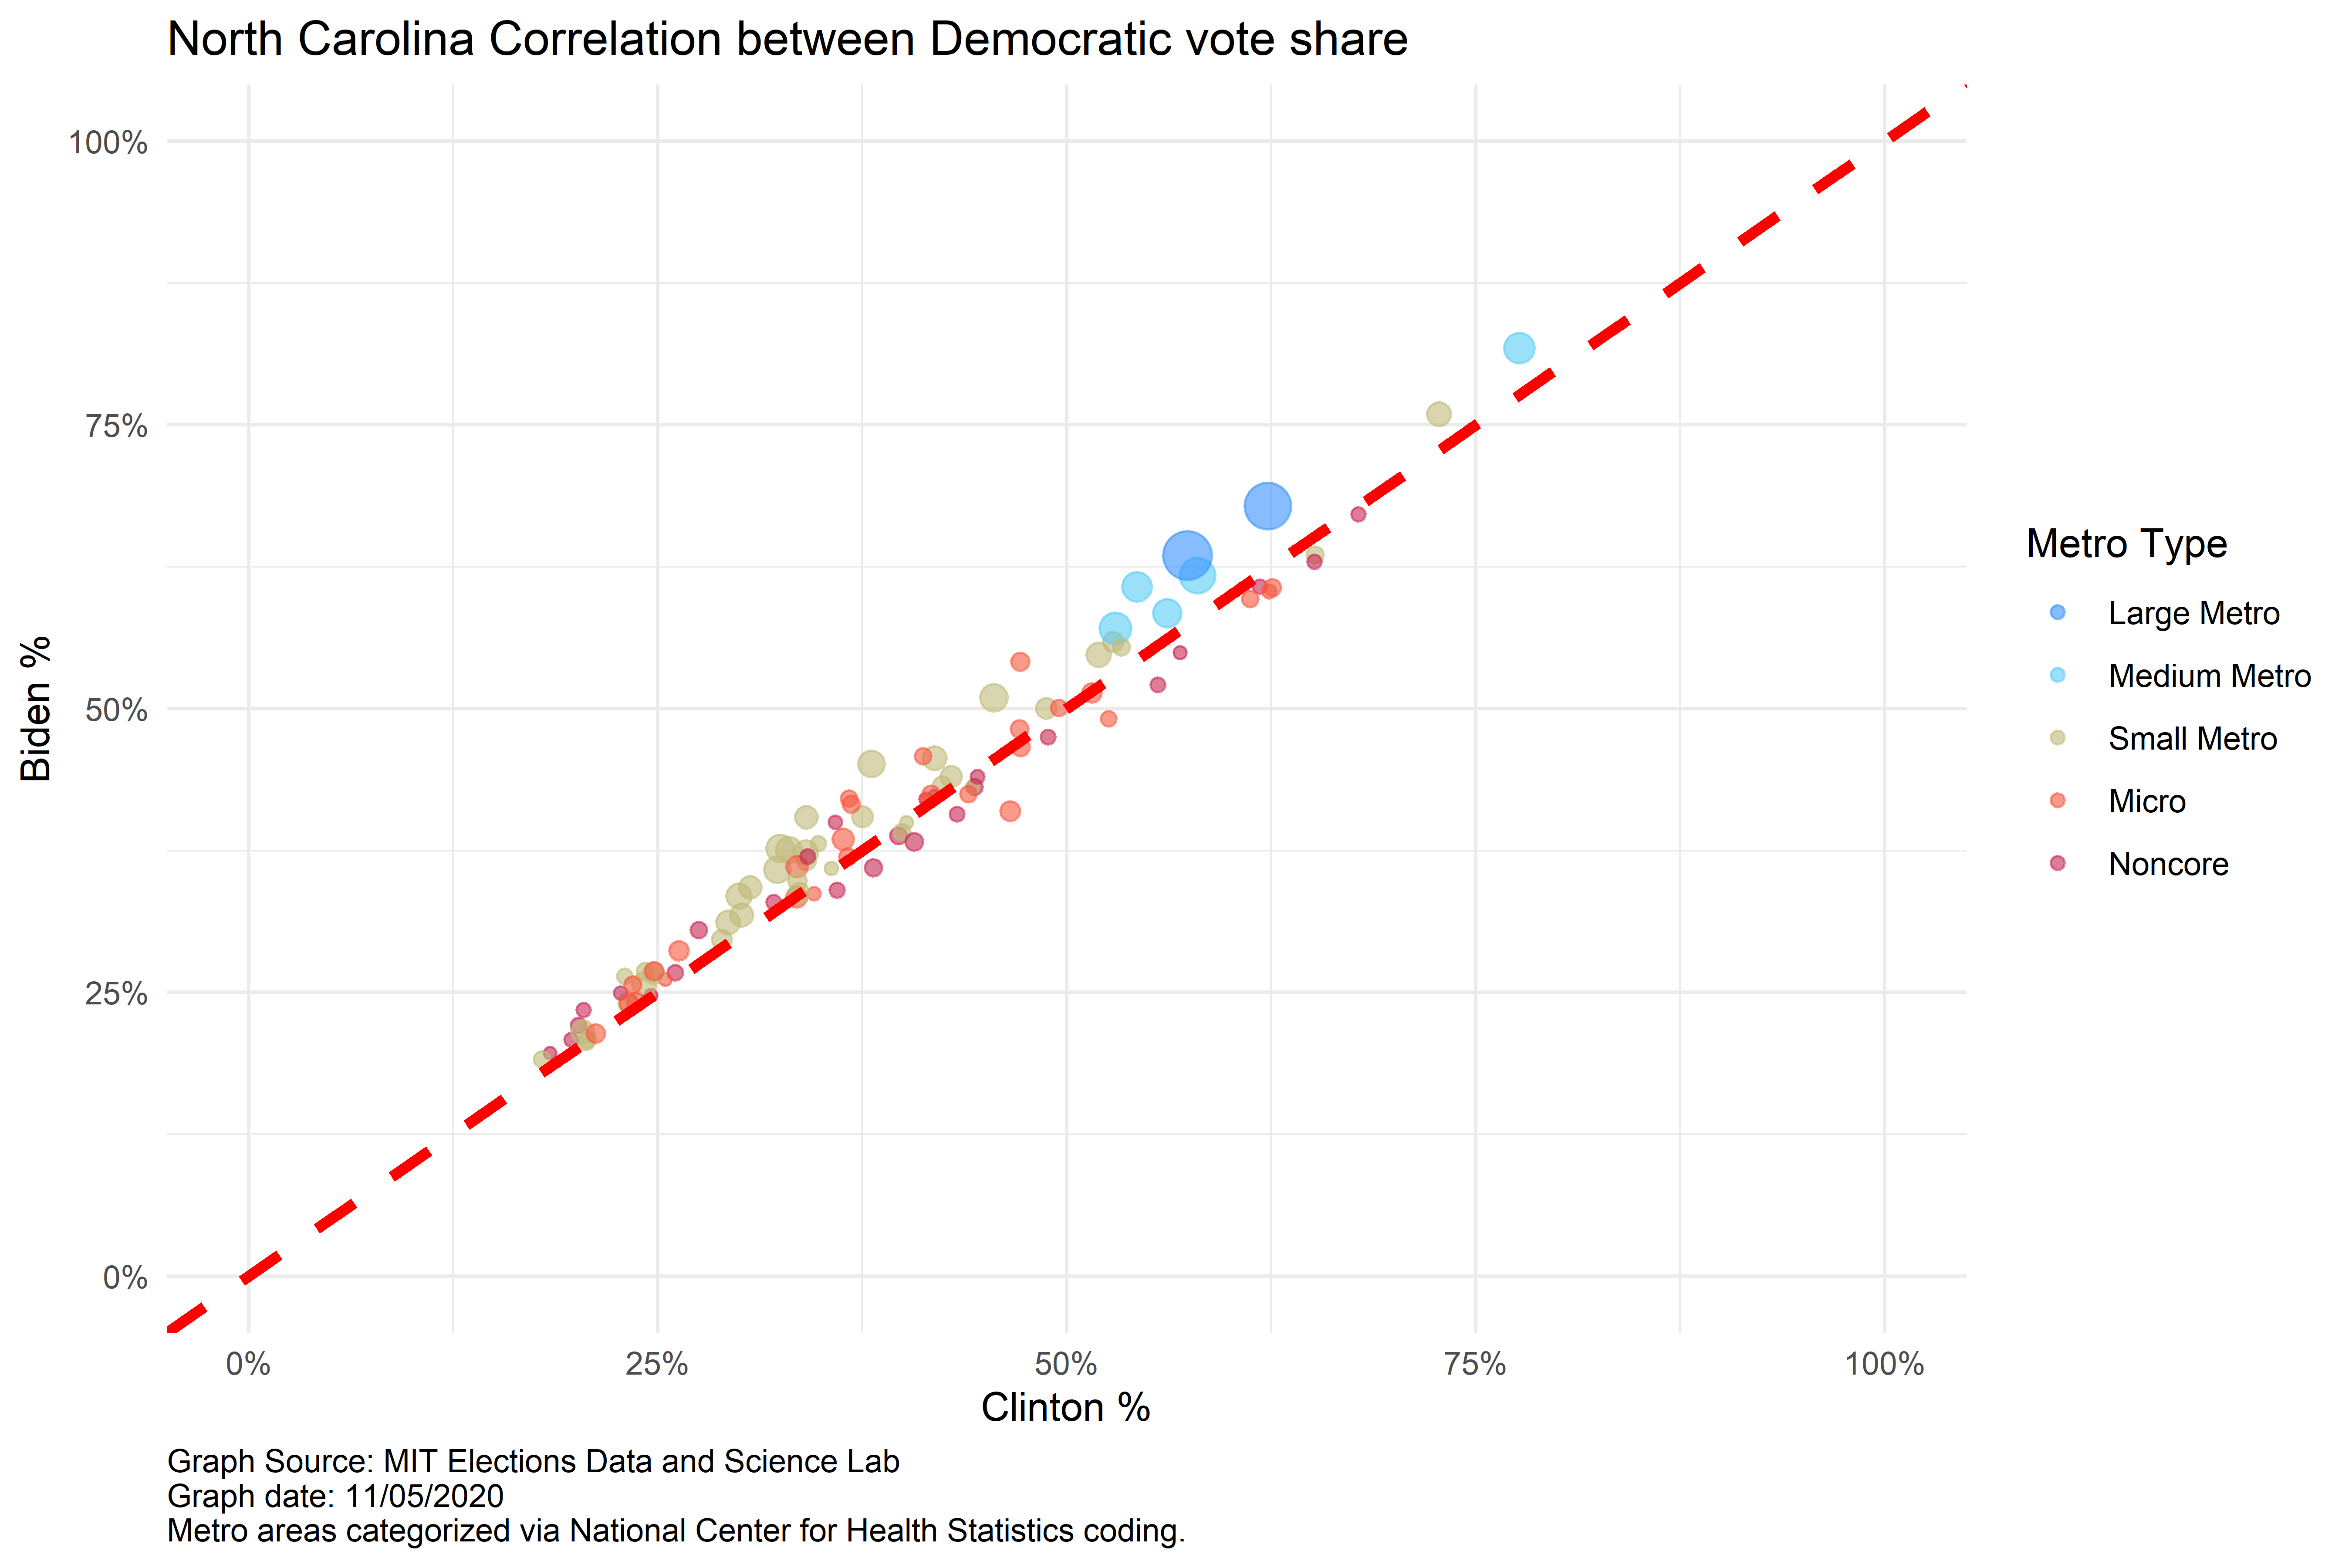 North Carolina Correlation between Democratic vote share
100%
75%
50%
25%
0%
Biden %
0%
25%
50%
75%
100%
Clinton %
Metro Type
Large Metro
Medium Metro
Small Metro
Micro
Noncore
Graph Source: MIT Elections Data and Science Lab
Graph date: 11/05/2020
Metro areas categorized via National Center for Health Statistics coding.